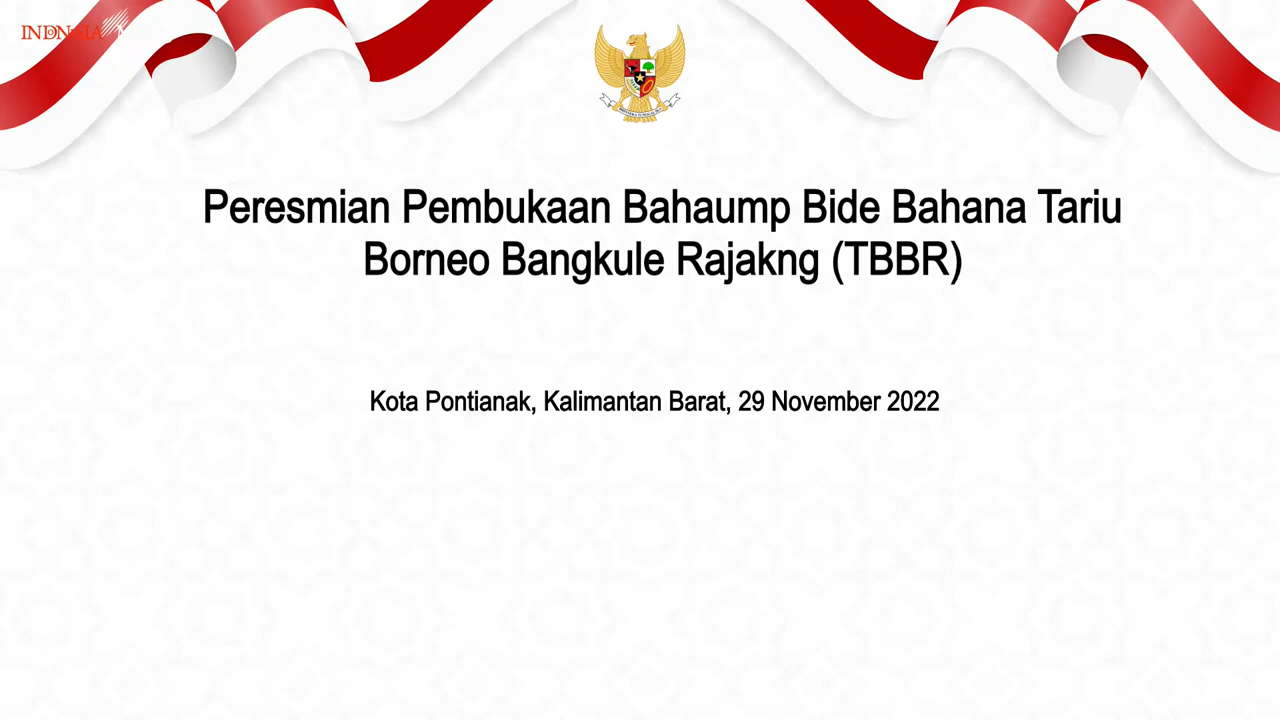 Peresmian Pembukaan Bahaump Bide Bahana Tariu
Borneo Bangkule Rajakng (TBBR)
Kota Pontianak, Kalimantan Barat, 29 November 2022